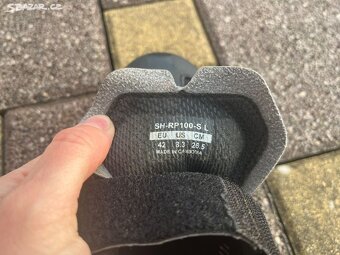 SBAZAR.CZ
SH-RP100-S L
EU US CM
42 8.3 26.5
MADE IN CAMBODIA